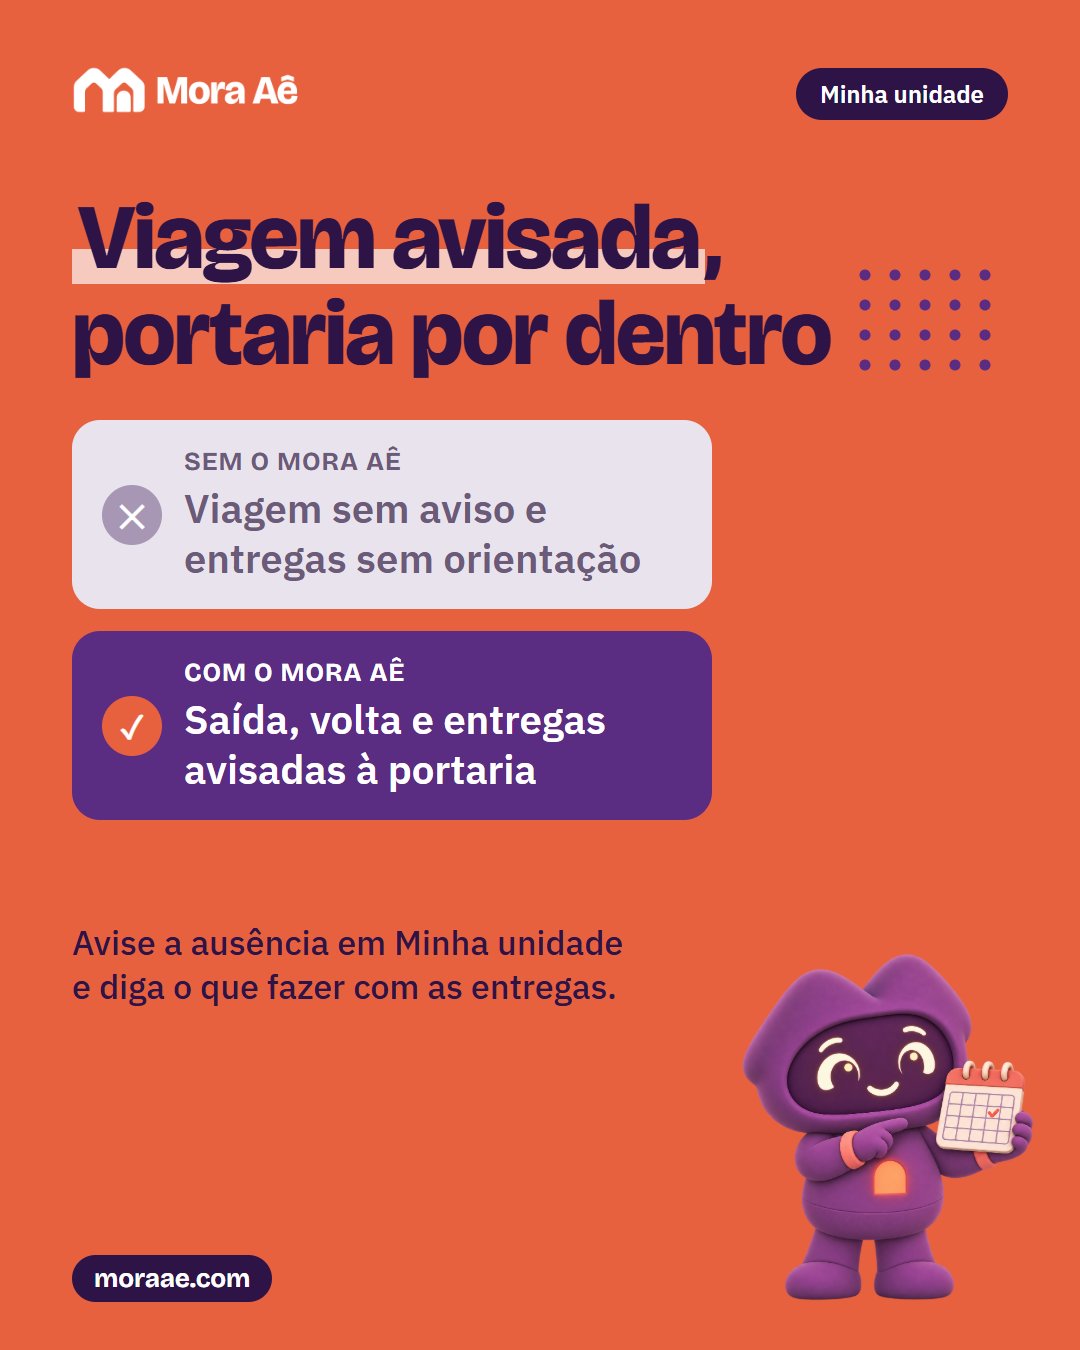 Mora Aê
Minha unidade
Viagem avisada,
portaria por dentro
SEM O MORA AÊ
Viagem sem aviso e
entregas sem orientação
COM O MORA AÊ
Saída, volta e entregas
avisadas à portaria
Avise a ausência em Minha unidade
e diga o que fazer com as entregas.
moraae.com